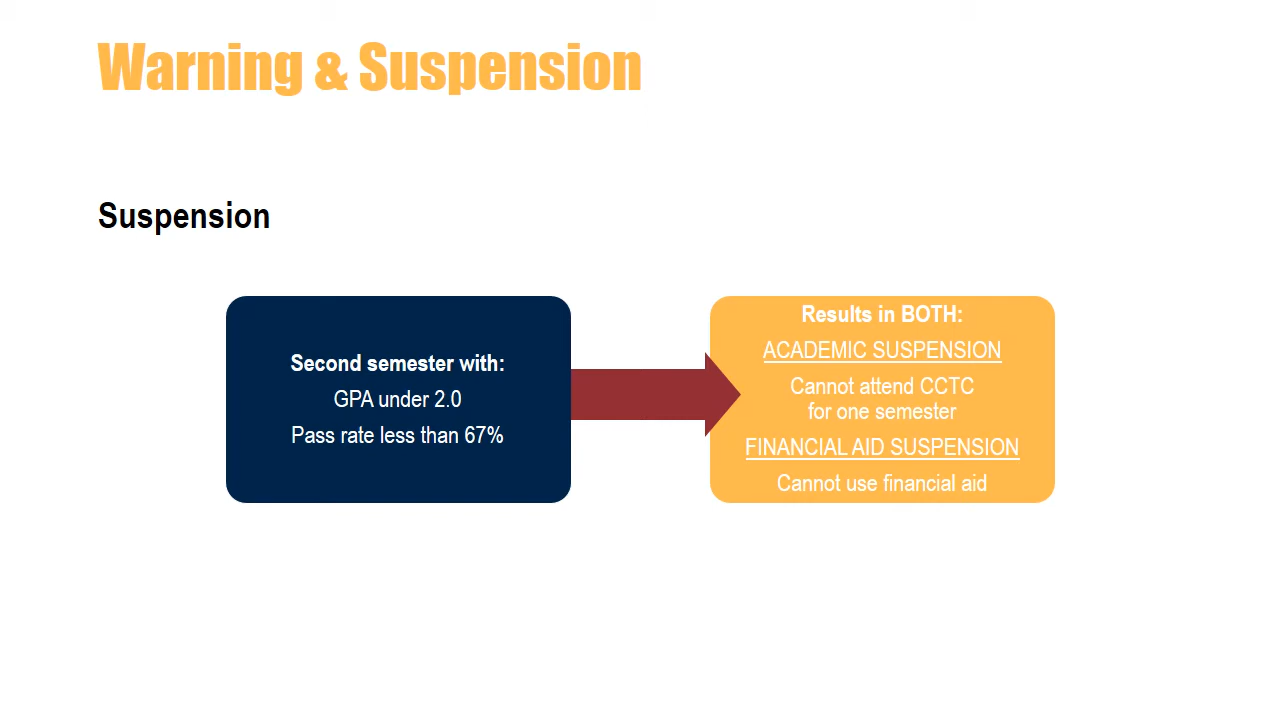 Warning & Suspension
Suspension
Second semester with:
GPA under 2.0
Pass rate less than 67%
Results in BOTH:
ACADEMIC SUSPENSION
Cannot attend CCTC
for one semester
FINANCIAL AID SUSPENSION
Cannot use financial aid